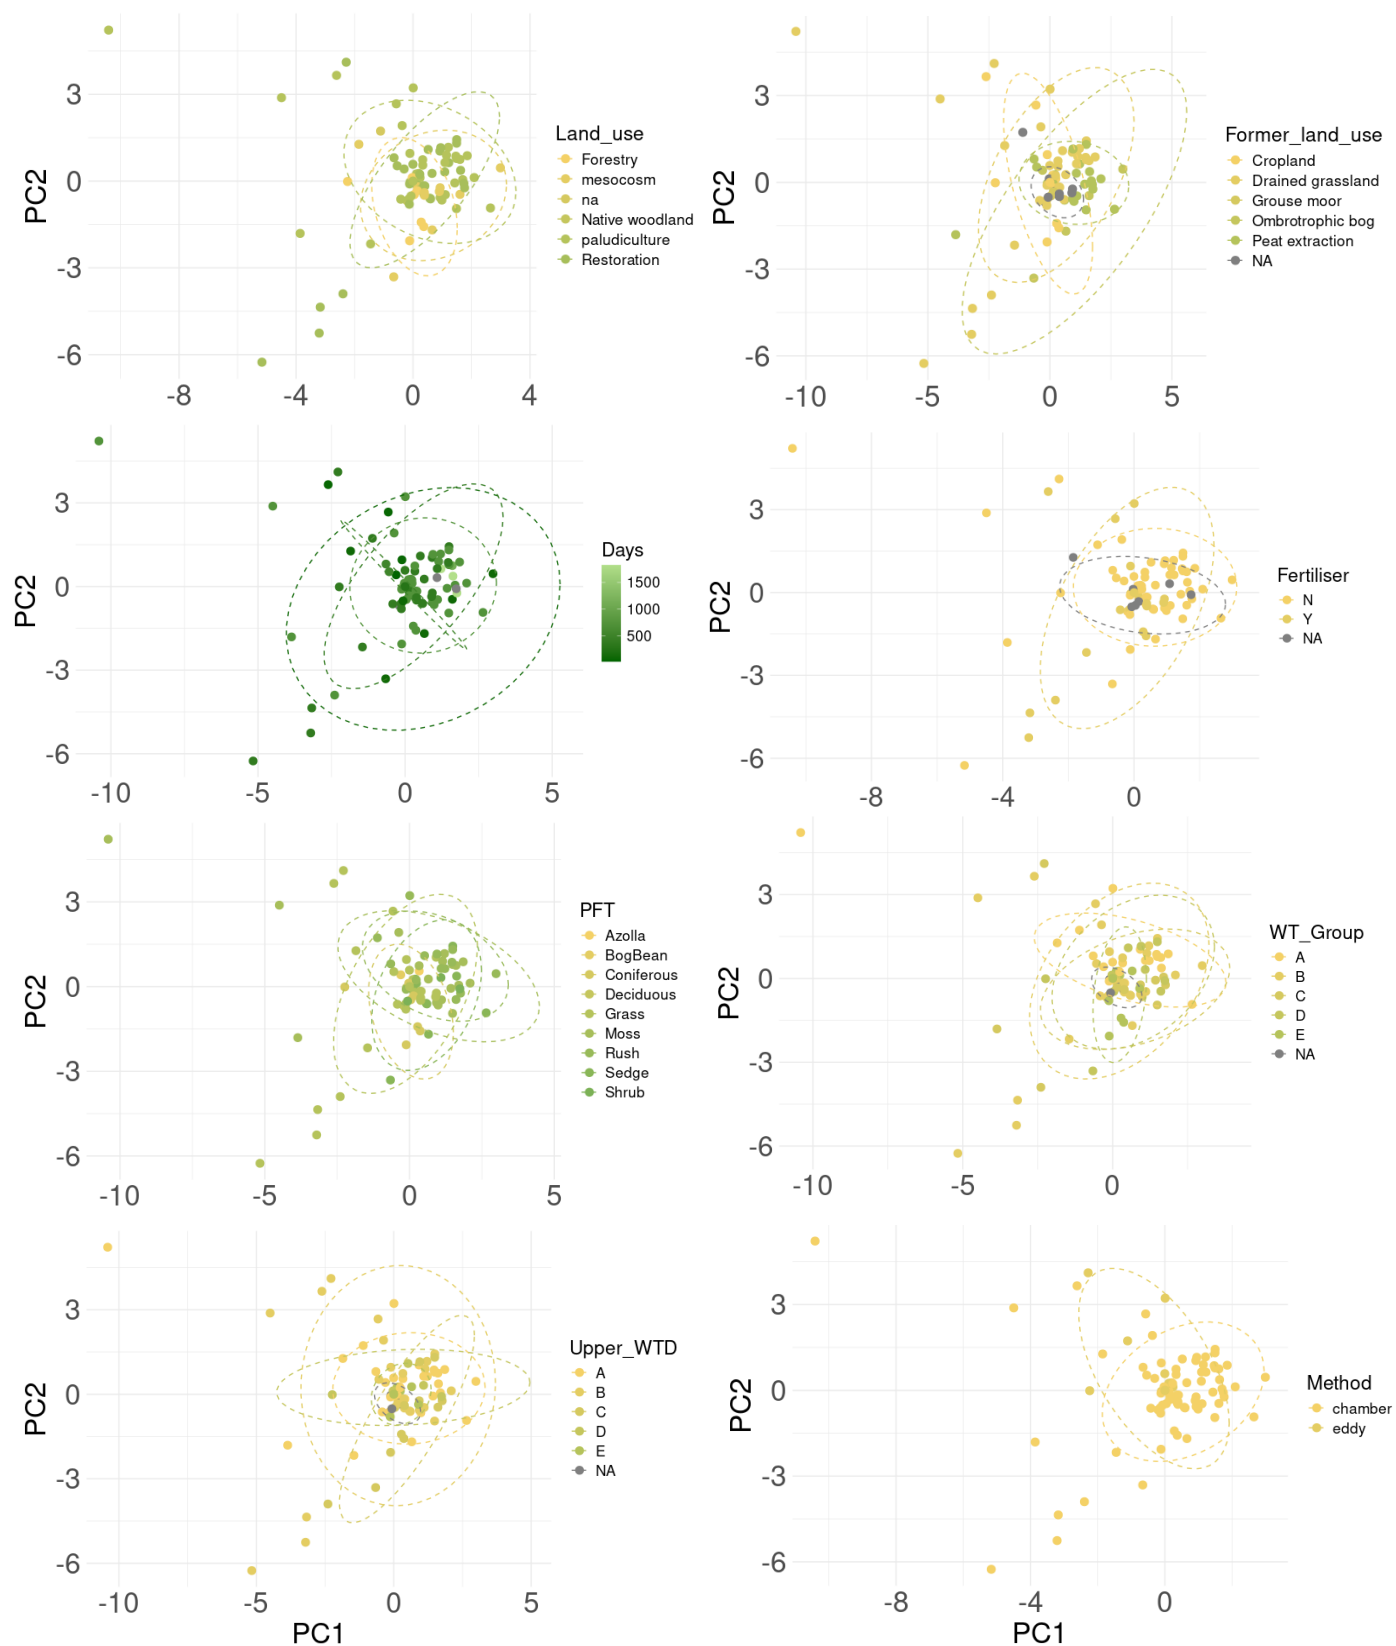 PC2
3
0
-3
-6
-8
-4
0
4
Land_use
Forestry
mesocosm
na
Native woodland
paludiculture
Restoration
PC2
3
0
-3
-6
-10
-5
0
5
Former_land_use
Cropland
Drained grassland
Grouse moor
Ombrotrophic bog
Peat extraction
NA
PC2
3
0
-3
-6
-10
-5
0
5
Days
1500
1000
500
PC2
3
0
-3
-6
-8
-4
0
Fertiliser
N
Y
NA
PC2
3
0
-3
-6
-10
-5
0
5
PFT
Azolla
BogBean
Coniferous
Deciduous
Grass
Moss
Rush
Sedge
Shrub
PC2
3
0
-3
-6
-10
-5
0
WT_Group
A
B
C
D
E
NA
PC2
3
0
-3
-6
-10
-5
0
5
PC1
Upper_WTD
A
B
C
D
E
NA
PC2
3
0
-3
-6
-8
-4
0
PC1
Method
chamber
eddy